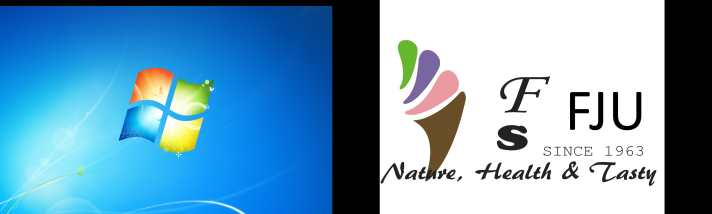 F FJU
S
SINCE 1963
Nature, Health & Tasty